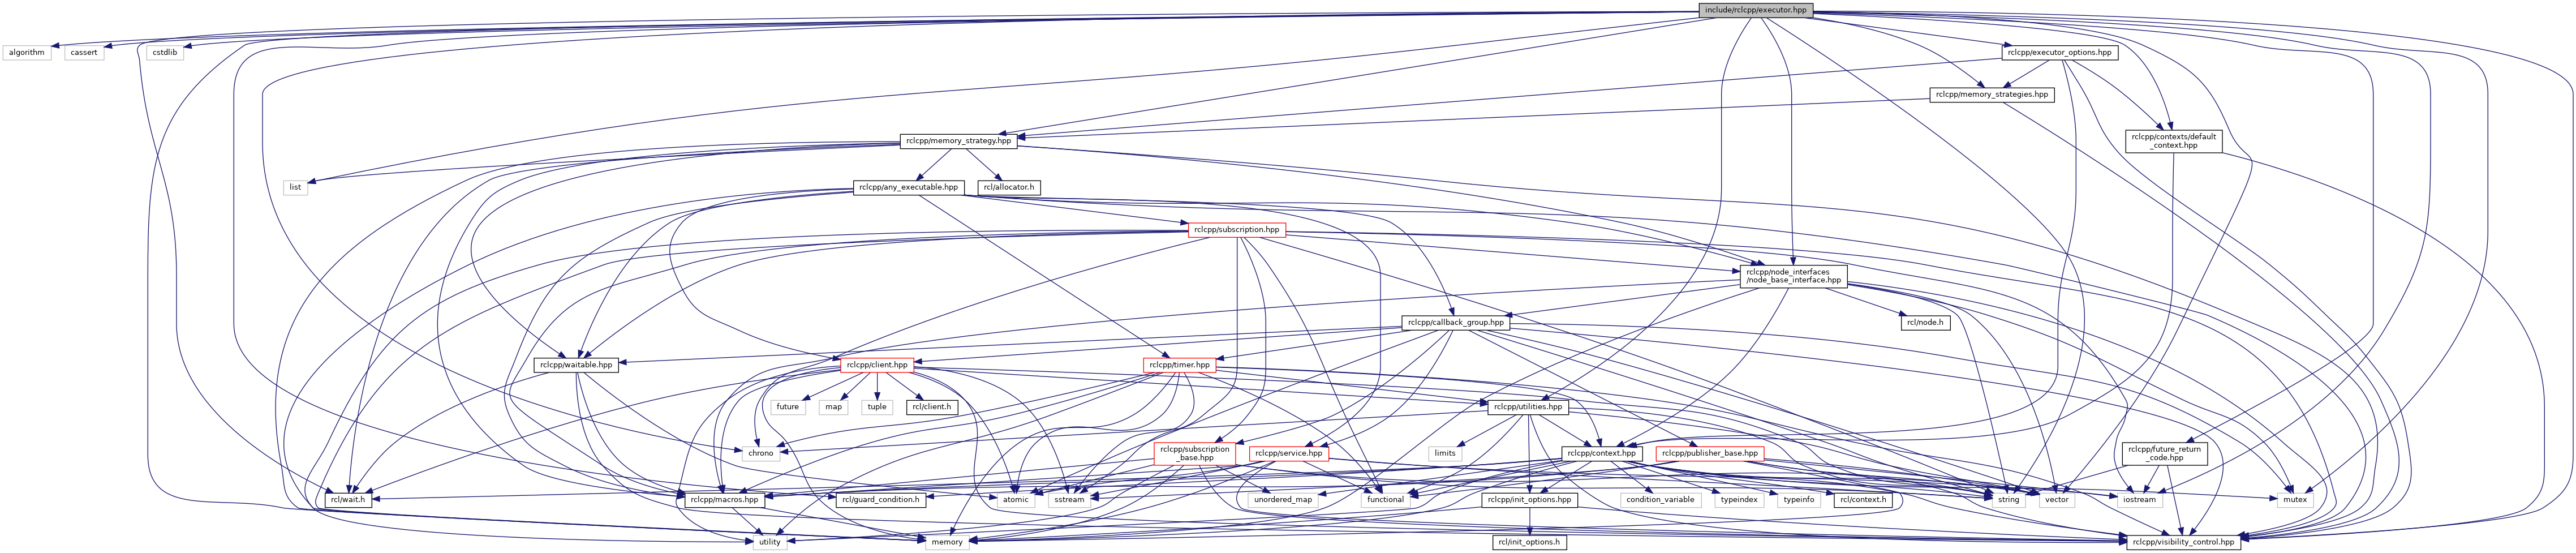 include/rclcpp/executor.hpp
algorithm
cassert
cstdlib
rclcpp/executor_options.hpp
rclcpp/memory_strategies.hpp
rclcpp/memory_strategy.hpp
rclcpp/contexts/default
_context.hpp
list
rclcpp/any_executable.hpp
rcl/allocator.h
rclcpp/subscription.hpp
rclcpp/node_interfaces
/node_base_interface.hpp
rclcpp/callback_group.hpp
rcl/node.h
rclcpp/waitable.hpp
rclcpp/client.hpp
rclcpp/timer.hpp
future
map
tuple
rcl/client.h
rclcpp/utilities.hpp
chrono
rclcpp/subscription
_base.hpp
rclcpp/service.hpp
limits
rclcpp/context.hpp
rclcpp/publisher_base.hpp
rclcpp/future_return
_code.hpp
rcl/wait.h
rclcpp/macros.hpp
rcl/guard_condition.h
atomic
sstream
unordered_map
functional
rclcpp/init_options.hpp
condition_variable
typeindex
typeinfo
rcl/context.h
string
vector
iostream
mutex
utility
memory
rcl/init_options.h
rclcpp/visibility_control.hpp